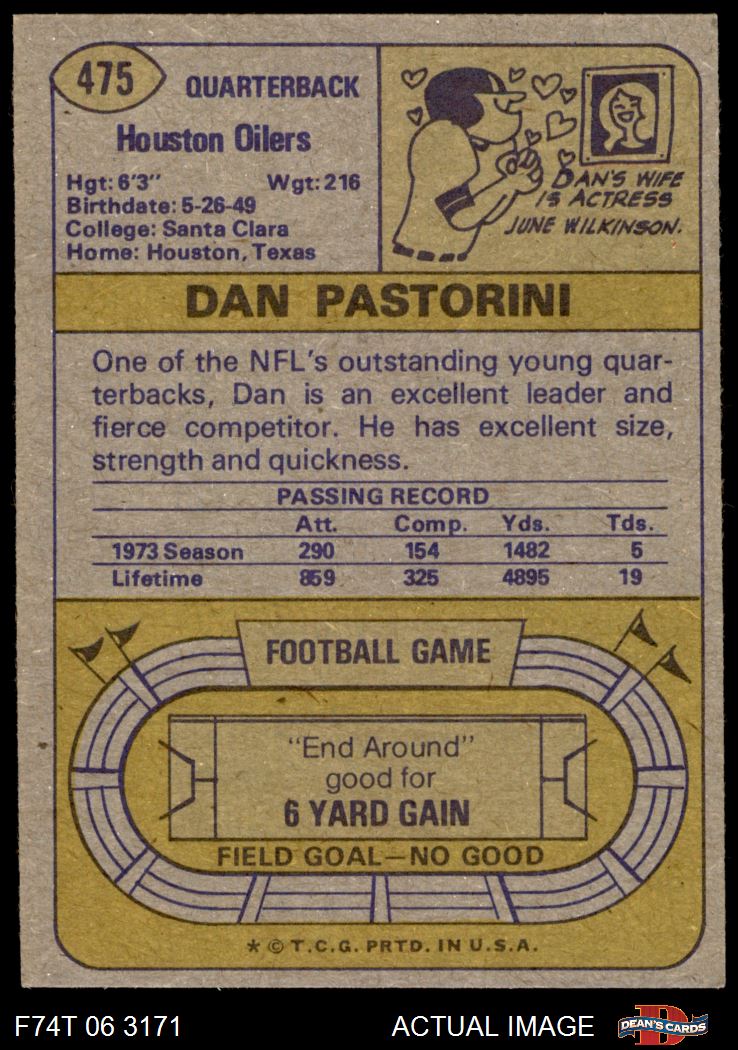 475
QUARTERBACK
Houston Oilers
Hgt: 6'3" Wgt: 216
Birthdate: 5-26-49
College: Santa Clara
Home: Houston, Texas
DAN'S WIFE
IS ACTRESS
JUNE WILKINSON.
DAN PASTORINI
One of the NFL's outstanding young quar-
terbacks, Dan is an excellent leader and
fierce competitor. He has excellent size,
strength and quickness.
PASSING RECORD
Att. Comp. Yds. Tds.
1973 Season 290 154 1482 5
Lifetime 859 325 4895 19
FOOTBALL GAME
"End Around"
good for
6 YARD GAIN
FIELD GOAL—NO GOOD
* © T.C.G. PRTD. IN U.S.A.
F74T 06 3171 ACTUAL IMAGE
D
DEAN'S CARDS